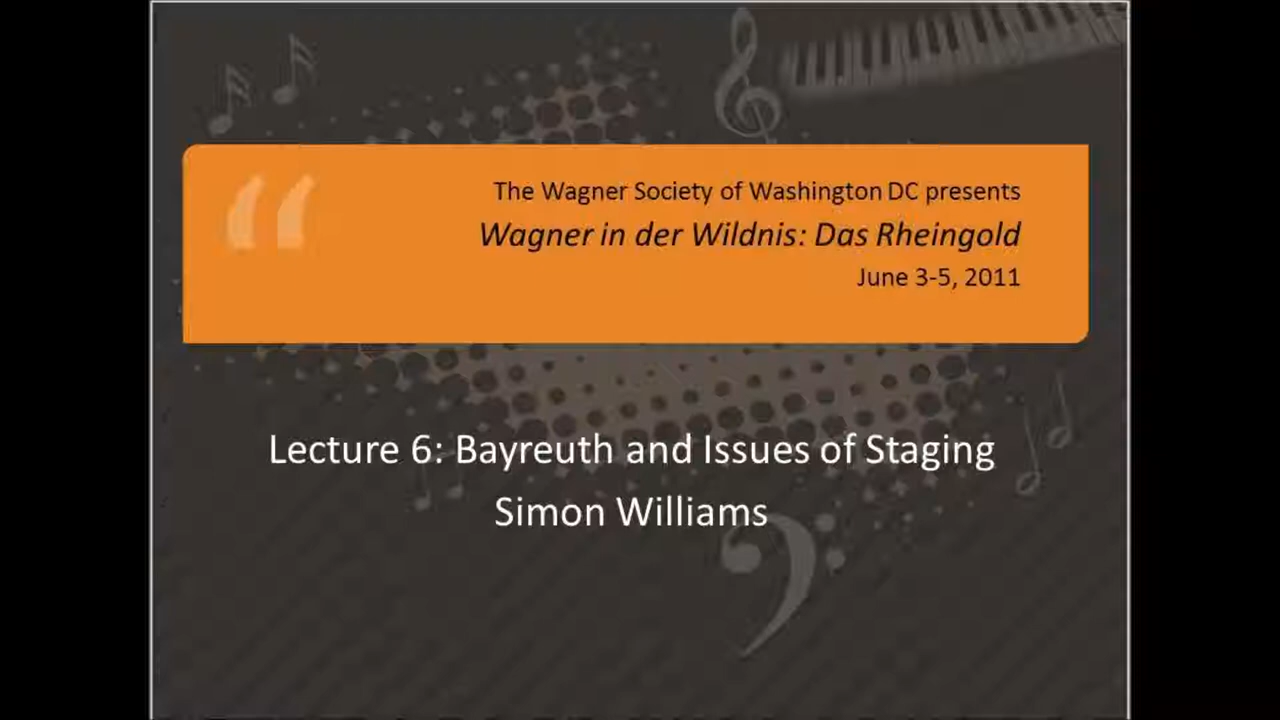 The Wagner Society of Washington DC presents
Wagner in der Wildnis: Das Rheingold
June 3-5, 2011
Lecture 6: Bayreuth and Issues of Staging
Simon Williams